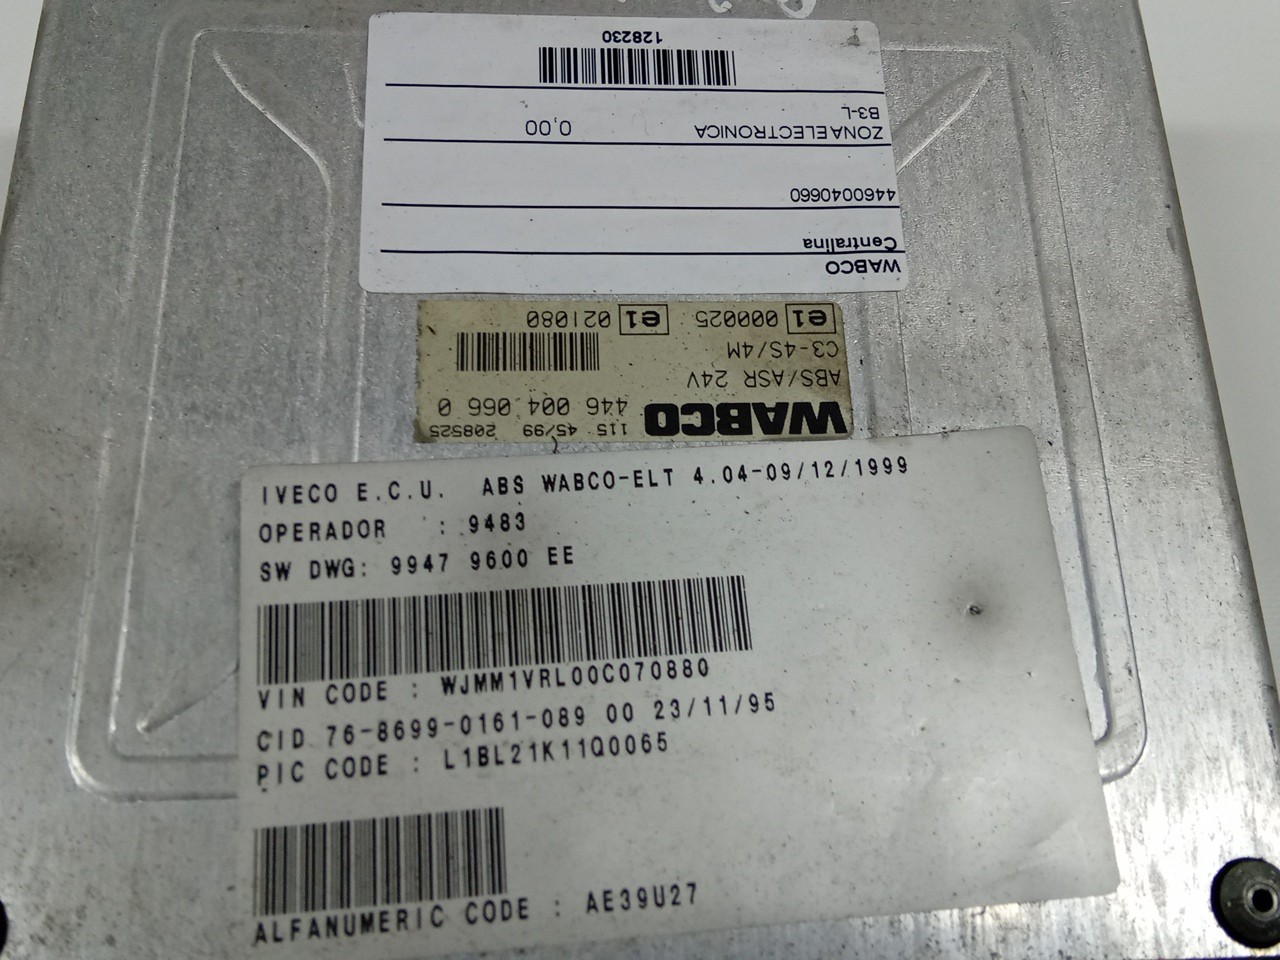 WABCO
Centralina
4460040660
ZONA ELECTRONICA 0,00
B3-L
128230
WABCO 115 45/99 208525
446 004 066 0
ABS/ASR 24V
C3-4S/4M
e1 000025 e1 021080
IVECO E.C.U. ABS WABCO-ELT 4.04-09/12/1999
OPERADOR : 9483
SW DWG: 9947 9600 EE
VIN CODE : WJMM1VRL00C070880
CID 76-8699-0161-089 00 23/11/95
PIC CODE : L1BL21K11Q0065
ALFANUMERIC CODE : AE39U27